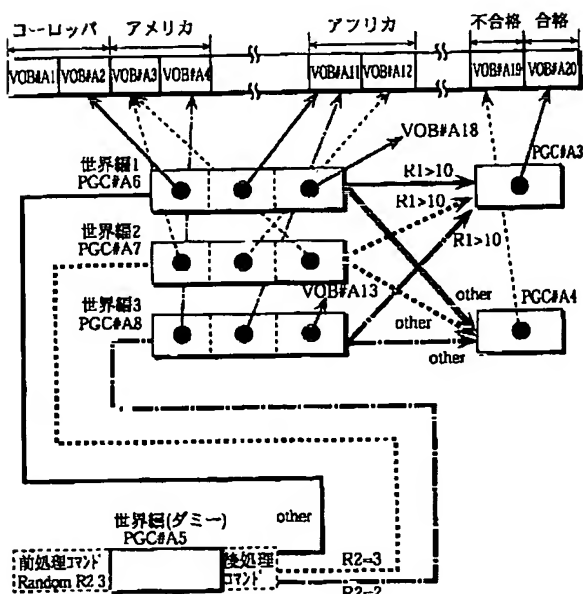 ヨーロッパ アメリカ アフリカ 不合格 合格
VOB#A1 VOB#A2 VOB#A3 VOB#A4 VOB#A11 VOB#A12 VOB#A19 VOB#A20
VOB#A18
PGC#A3
世界編1
PGC#A6
R1>10
R1>10
世界編2
PGC#A7
R1>10
世界編3
PGC#A8
VOB#A13
other
PGC#A4
other
other
世界編(ダミー)
PGC#A5
other
前処理コマンド
Random R2 3
後処理
コマンド
R2=3
R2=2